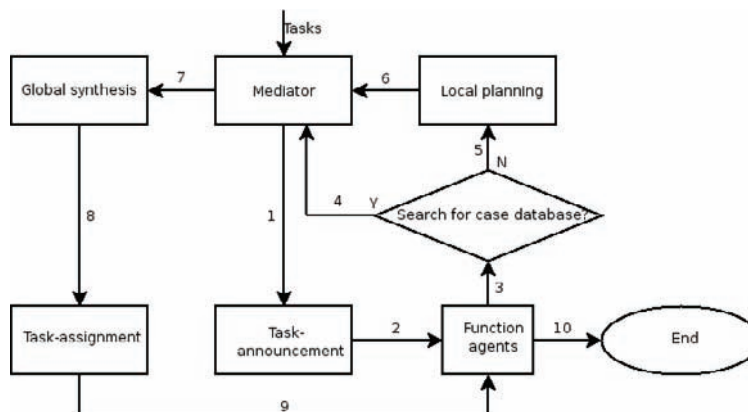 Tasks
Global synthesis
7
Mediator
6
Local planning
5
N
4
Y
Search for case database?
8
1
3
Task-assignment
Task-
announcement
2
Function
agents
10
End
9